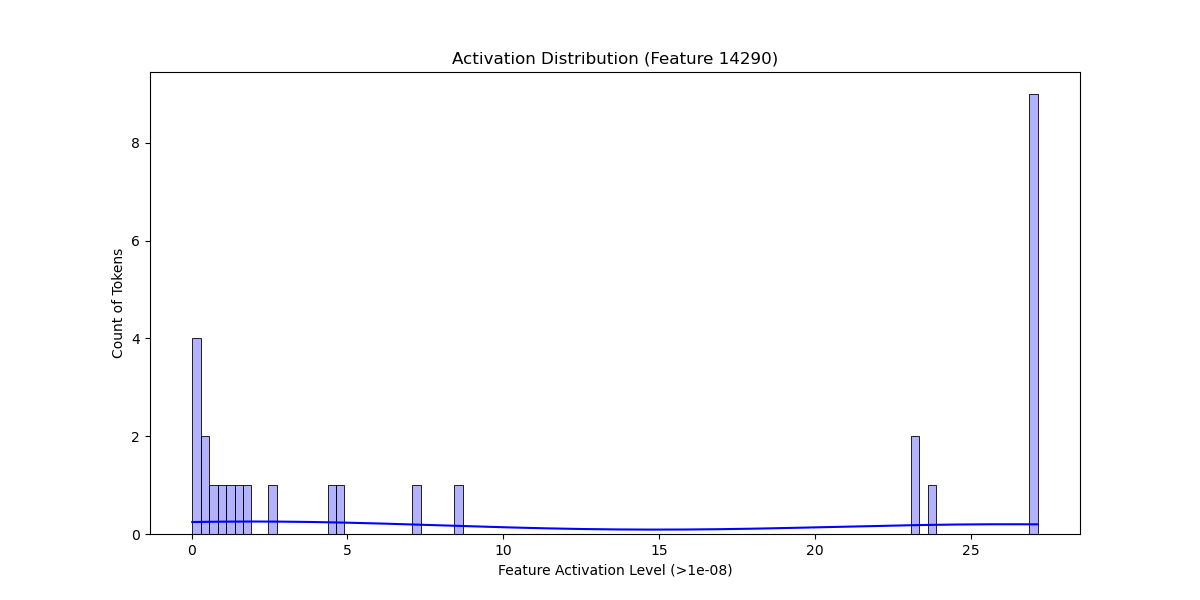 Activation Distribution (Feature 14290)
Count of Tokens
8
6
4
2
0
0 5 10 15 20 25
Feature Activation Level (>1e-08)